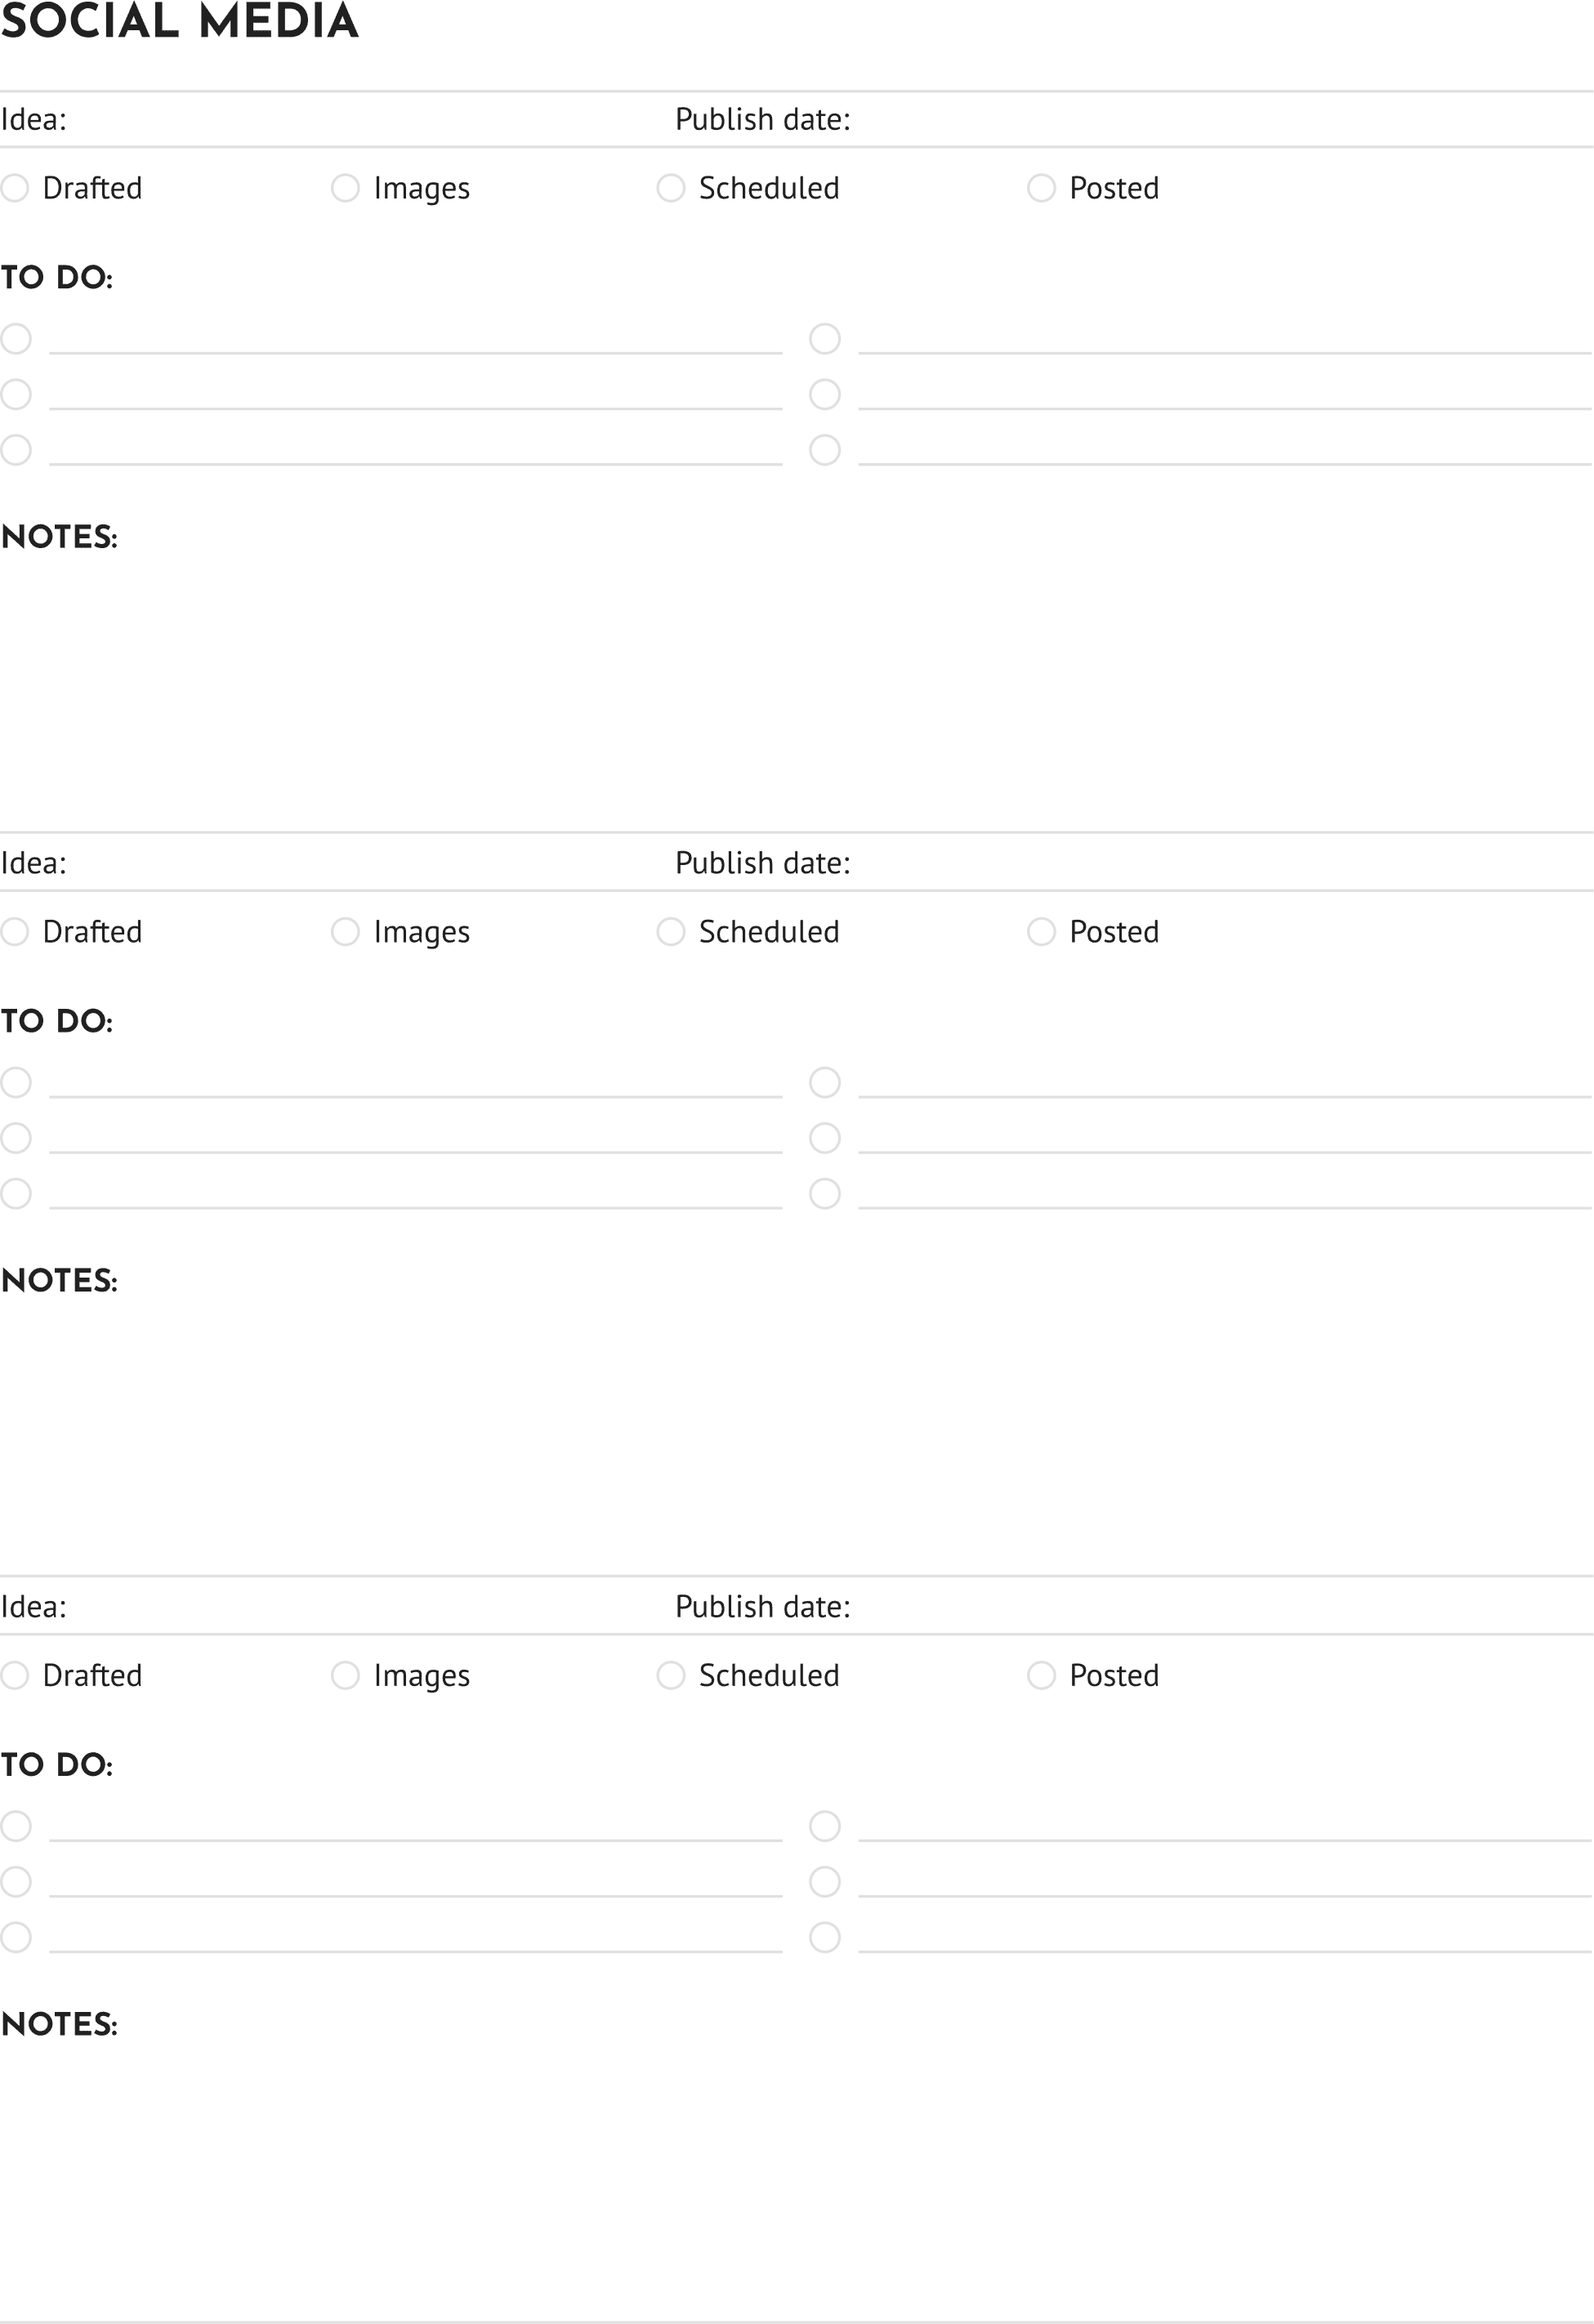 SOCIAL MEDIA
Idea: Publish date:
Drafted Images Scheduled Posted
TO DO:
NOTES:
Idea: Publish date:
Drafted Images Scheduled Posted
TO DO:
NOTES:
Idea: Publish date:
Drafted Images Scheduled Posted
TO DO:
NOTES: